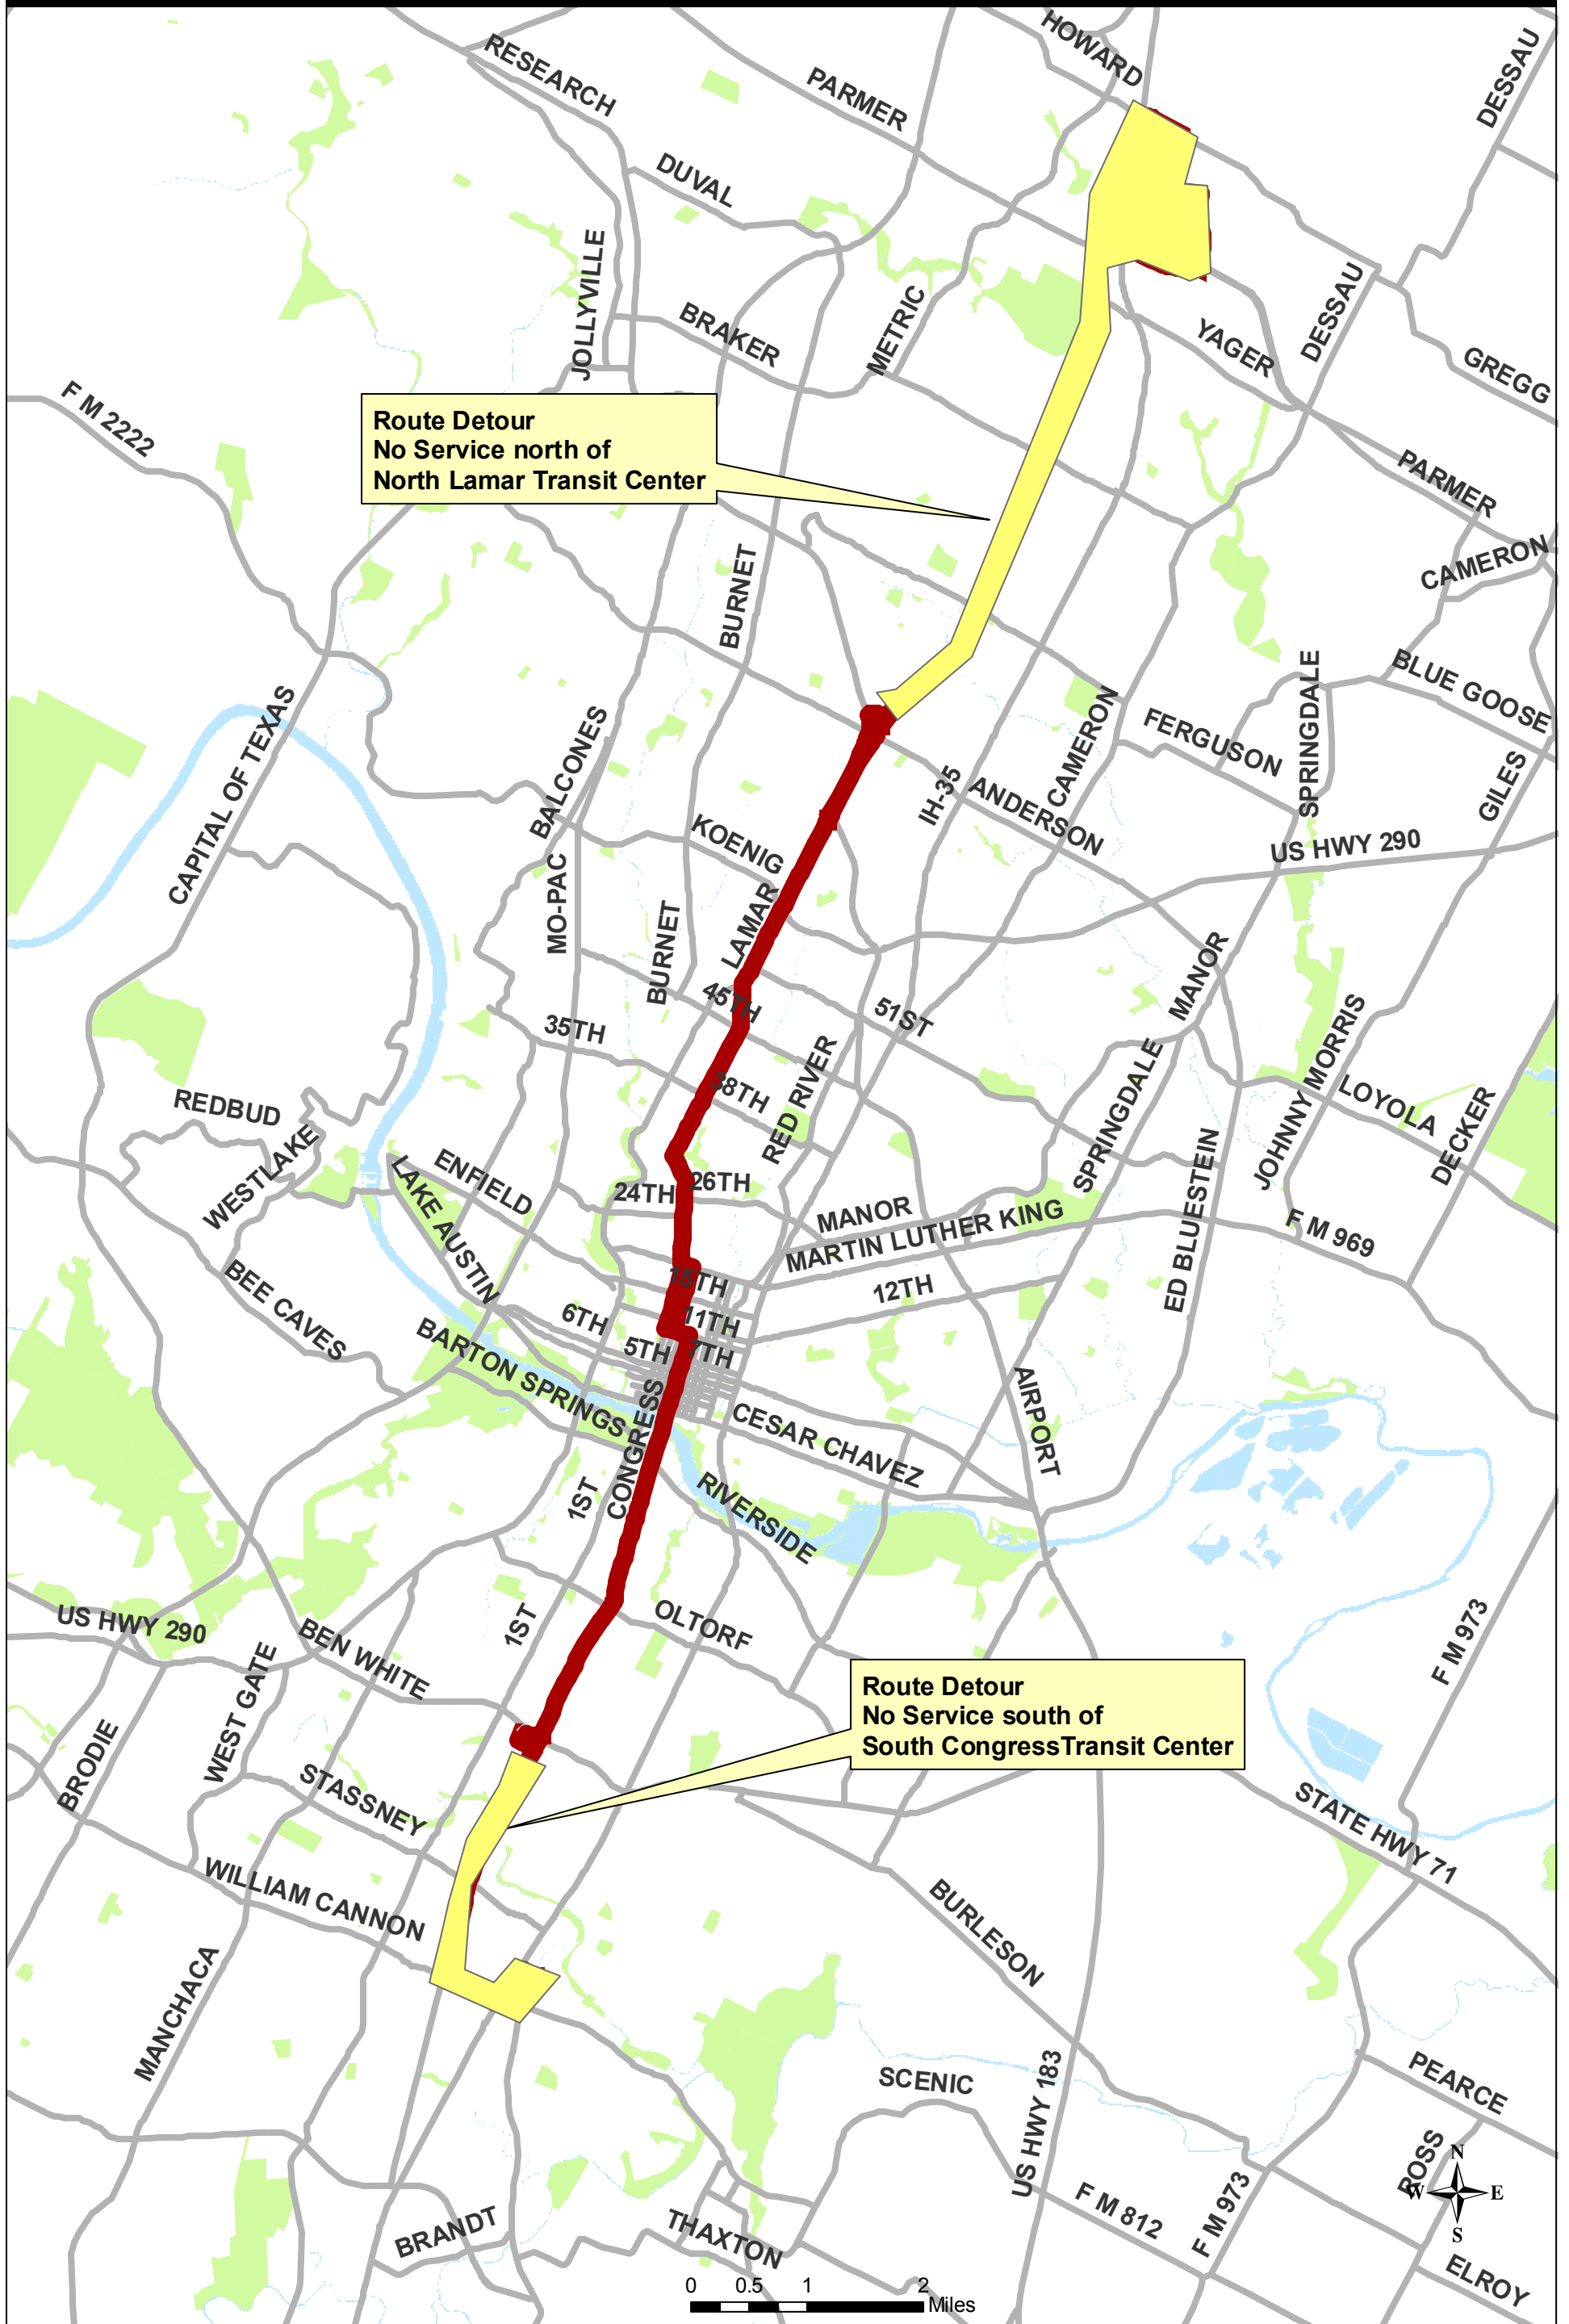 HOWARD
DESSAU
RESEARCH
PARMER
DUVAL
JOLLYVILLE
METRIC
BRAKER
YAGER
DESSAU
GREGG
F M 2222
Route Detour
No Service north of
North Lamar Transit Center
PARMER
CAMERON
BURNET
BLUE GOOSE
SPRINGDALE
CAPITAL OF TEXAS
BALCONES
CAMERON
FERGUSON
GILES
IH-35
ANDERSON
KOENIG
US HWY 290
MO-PAC
LAMAR
BURNET
45TH
51ST
MANOR
35TH
38TH
RED RIVER
SPRINGDALE
JOHNNY MORRIS
LOYOLA
DECKER
REDBUD
WESTLAKE
ENFIELD
24TH
26TH
LAKE AUSTIN
MANOR
MARTIN LUTHER KING
ED BLUESTEIN
F M 969
BEE CAVES
15TH
12TH
6TH
11TH
5TH
7TH
BARTON SPRINGS
CONGRESS
CESAR CHAVEZ
AIRPORT
1ST
RIVERSIDE
US HWY 290
BEN WHITE
1ST
OLTORF
F M 973
WEST GATE
Route Detour
No Service south of
South CongressTransit Center
BRODIE
STASSNEY
STATE HWY 71
WILLIAM CANNON
BURLESON
MANCHACA
SCENIC
US HWY 183
PEARCE
ROSS
N
W
E
S
F M 812
F M 973
BRANDT
THAXTON
ELROY
0 0.5 1 2
Miles